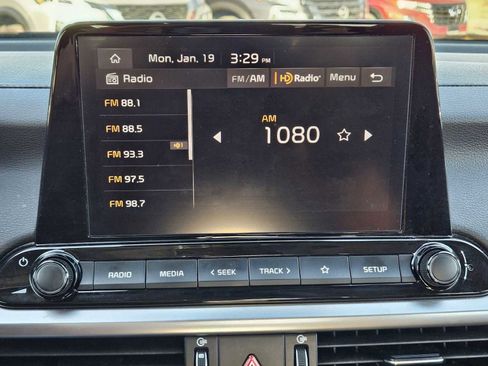 Mon, Jan. 19 3:29 PM
Radio FM/AM HD Radio Menu
FM 88.1
FM 88.5
FM 93.3
FM 97.5
FM 98.7
AM
1080
RADIO MEDIA < SEEK TRACK > SETUP